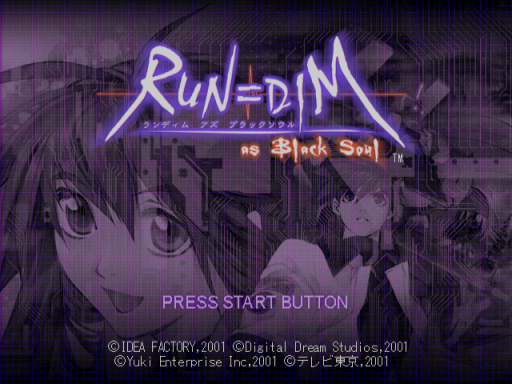 RUN=DIM
ランディム アズ ブラックソウル
as Black Soul ™
PRESS START BUTTON
©IDEA FACTORY,2001 ©Digital Dream Studios,2001
©Yuki Enterprise Inc,2001 ©テレビ東京,2001